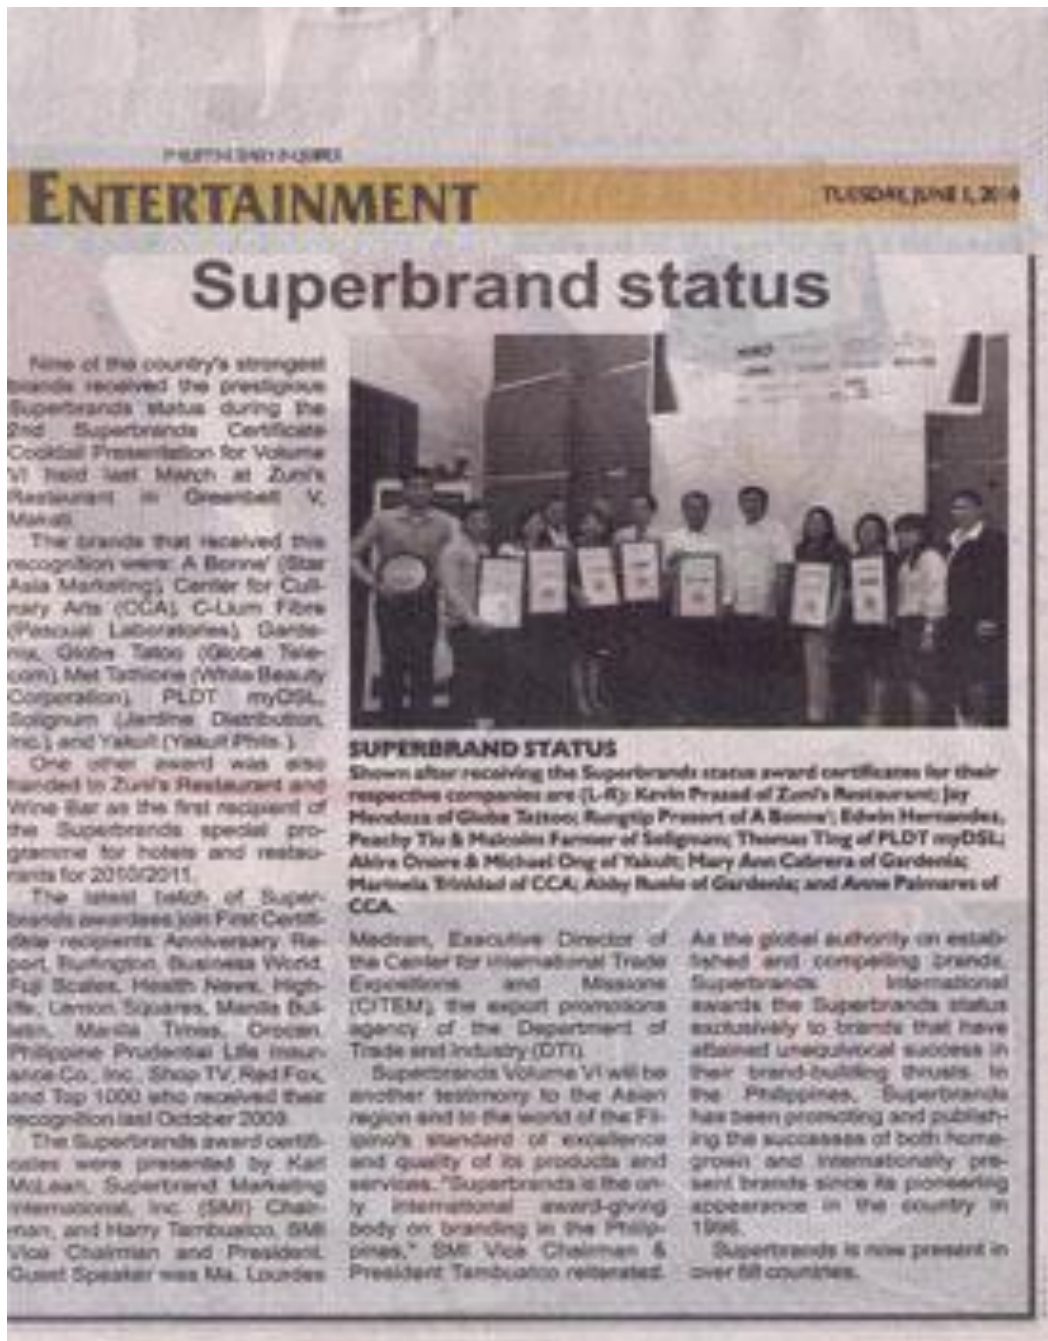 PHILIPPINE DAILY INQUIRER
ENTERTAINMENT
TUESDAY, JUNE 1, 2010
Superbrand status
Nine of the country's strongest
brands received the prestigious
Superbrands status during the
2nd Superbrands Certificate
Cocktail Presentation for Volume
VI held last March at Zuni's
Restaurant in Greenbelt V,
Makati.
The brands that received this
recognition were: A Bonne' (Star
Asia Marketing), Center for Culi-
nary Arts (CCA), C-Lium Fibre
(Pascual Laboratories), Garde-
nia, Globe Tatoo (Globe Tele-
com), Met Tathione (White Beauty
Corporation), PLDT myDSL,
Solignum (Jardine Distribution,
Inc.), and Yakult (Yakult Phils.).
One other award was also
handed to Zuni's Restaurant and
Wine Bar as the first recipient of
the Superbrands special pro-
gramme for hotels and restau-
rants for 2010/2011.
The latest batch of Super-
brands awardees join First Certifi-
cate recipients Anniversary Re-
port, Burlington, Business World,
Fuji Scales, Health News, High-
life, Lemon Squares, Manila Bul-
letin, Manila Times, Orocan,
Philippine Prudential Life Insur-
ance Co., Inc., Shop TV, Red Fox,
and Top 1000 who received their
recognition last October 2009.
The Superbrands award certifi-
cates were presented by Karl
McLean, Superbrand Marketing
International, Inc. (SMI) Chair-
man, and Harry Tambuatco, SMI
Vice Chairman and President.
Guest Speaker was Ma. Lourdes
SUPERBRAND STATUS
Shown after receiving the Superbrands status award certificates for their
respective companies are (L-R): Kevin Prasad of Zuni's Restaurant; Jay
Mendoza of Globe Tattoo; Rungtip Prasort of A Bonne'; Edwin Hernandez,
Peachy Tiu & Malcolm Farmer of Solignum; Thomas Ting of PLDT myDSL;
Akira Onore & Michael Ong of Yakult; Mary Ann Cabrera of Gardenia;
Marinela Trinidad of CCA; Abby Ruelo of Gardenia; and Anne Palmares of
CCA.
Mediran, Executive Director of
the Center for International Trade
Expositions and Missions
(CITEM), the export promotions
agency of the Department of
Trade and Industry (DTI).
Superbrands Volume VI will be
another testimony to the Asian
region and to the world of the Fil-
ipino's standard of excellence
and quality of its products and
services. "Superbrands is the on-
ly international award-giving
body on branding in the Philip-
pines," SMI Vice Chairman &
President Tambuatco reiterated.
As the global authority on estab-
lished and compelling brands,
Superbrands International
awards the Superbrands status
exclusively to brands that have
attained unequivocal success in
their brand-building thrusts. In
the Philippines, Superbrands
has been promoting and publish-
ing the successes of both home-
grown and internationally pre-
sent brands since its pioneering
appearance in the country in
1996.
Superbrands is now present in
over 88 countries.